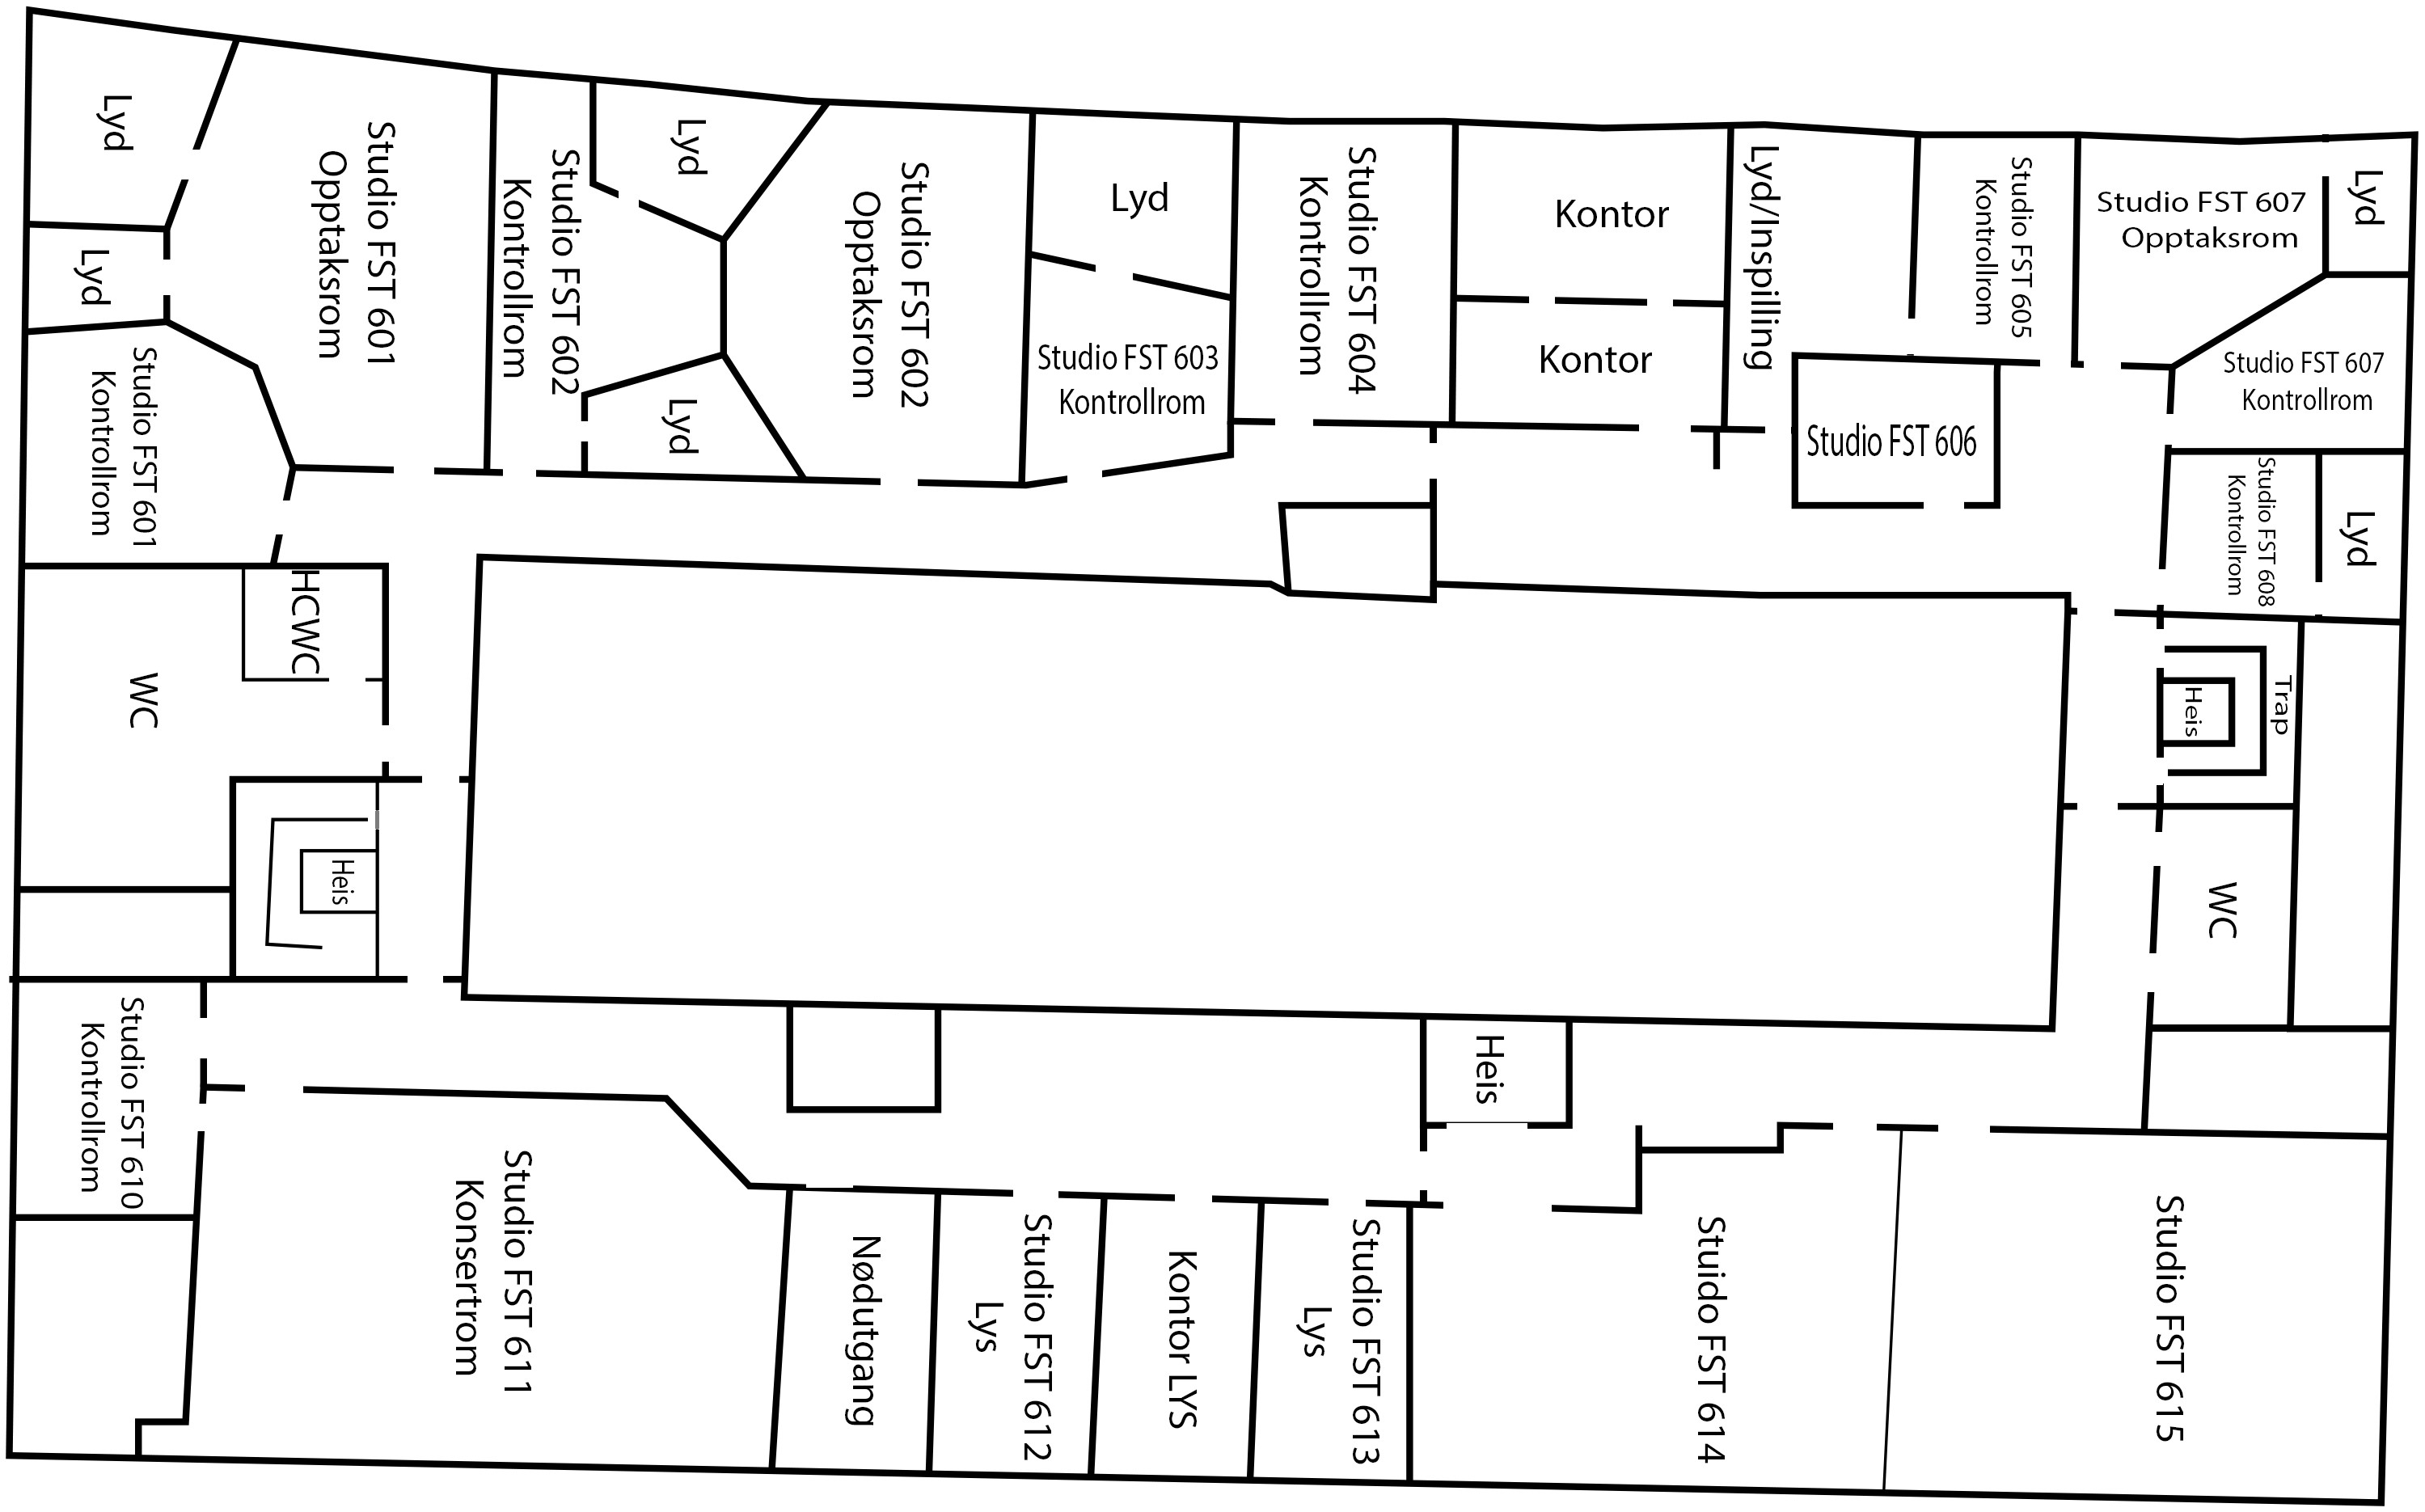 Lyd
Lyd
Studio FST 601
Kontrollrom
Studio FST 601
Opptaksrom
Studio FST 602
Kontrollrom
Lyd
Lyd
Studio FST 602
Opptaksrom
Lyd
Studio FST 603
Kontrollrom
Studio FST 604
Kontrollrom
Kontor
Kontor
Lyd/Inspilling
Studio FST 605
Kontrollrom
Studio FST 606
Studio FST 607
Opptaksrom
Lyd
Studio FST 607
Kontrollrom
Studio FST 608
Kontrollrom
Lyd
HCWC
WC
Heis
Heis
Trap
WC
Studio FST 610
Kontrollrom
Studio FST 611
Konsertrom
Nødutgang
Studio FST 612
Lys
Kontor LYS
Studio FST 613
Lys
Heis
Stuido FST 614
Studio FST 615